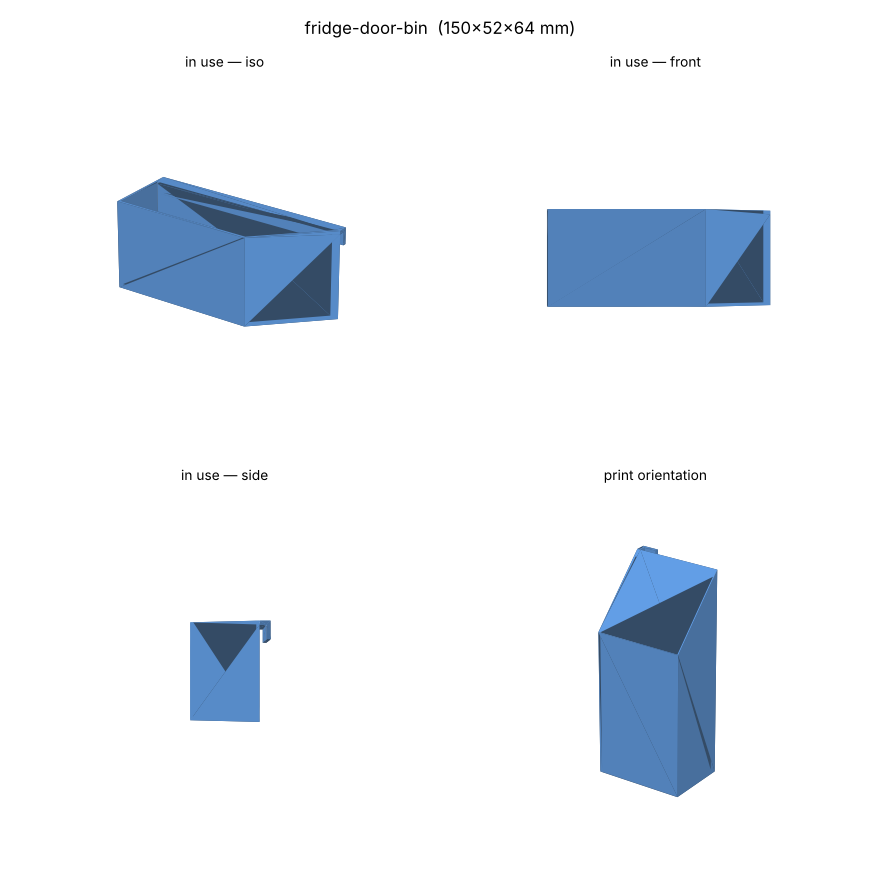 fridge-door-bin  (150×52×64 mm)
in use — iso
in use — front
in use — side
print orientation